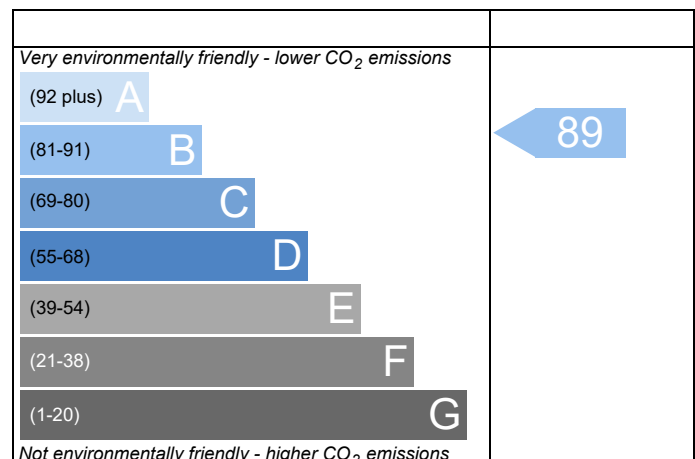 Very environmentally friendly - lower CO2 emissions
(92 plus) A
89
(81-91) B
(69-80) C
(55-68) D
(39-54) E
(21-38) F
(1-20) G
Not environmentally friendly - higher CO2 emissions